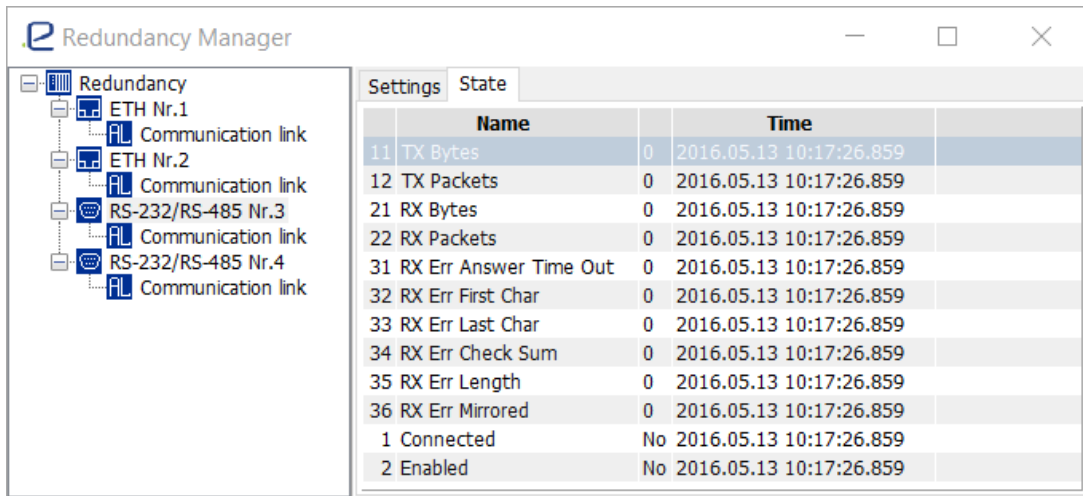 Redundancy Manager
Redundancy
ETH Nr.1
Communication link
ETH Nr.2
Communication link
RS-232/RS-485 Nr.3
Communication link
RS-232/RS-485 Nr.4
Communication link
Settings State
Name Time
11 TX Bytes 0 2016.05.13 10:17:26.859
12 TX Packets 0 2016.05.13 10:17:26.859
21 RX Bytes 0 2016.05.13 10:17:26.859
22 RX Packets 0 2016.05.13 10:17:26.859
31 RX Err Answer Time Out 0 2016.05.13 10:17:26.859
32 RX Err First Char 0 2016.05.13 10:17:26.859
33 RX Err Last Char 0 2016.05.13 10:17:26.859
34 RX Err Check Sum 0 2016.05.13 10:17:26.859
35 RX Err Length 0 2016.05.13 10:17:26.859
36 RX Err Mirrored 0 2016.05.13 10:17:26.859
1 Connected No 2016.05.13 10:17:26.859
2 Enabled No 2016.05.13 10:17:26.859